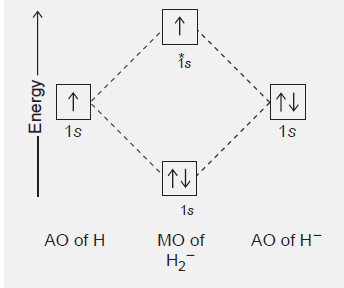 Energy
↑
*
1s
↑
1s
↑↓
1s
↑↓
1s
AO of H
MO of
H₂⁻
AO of H⁻